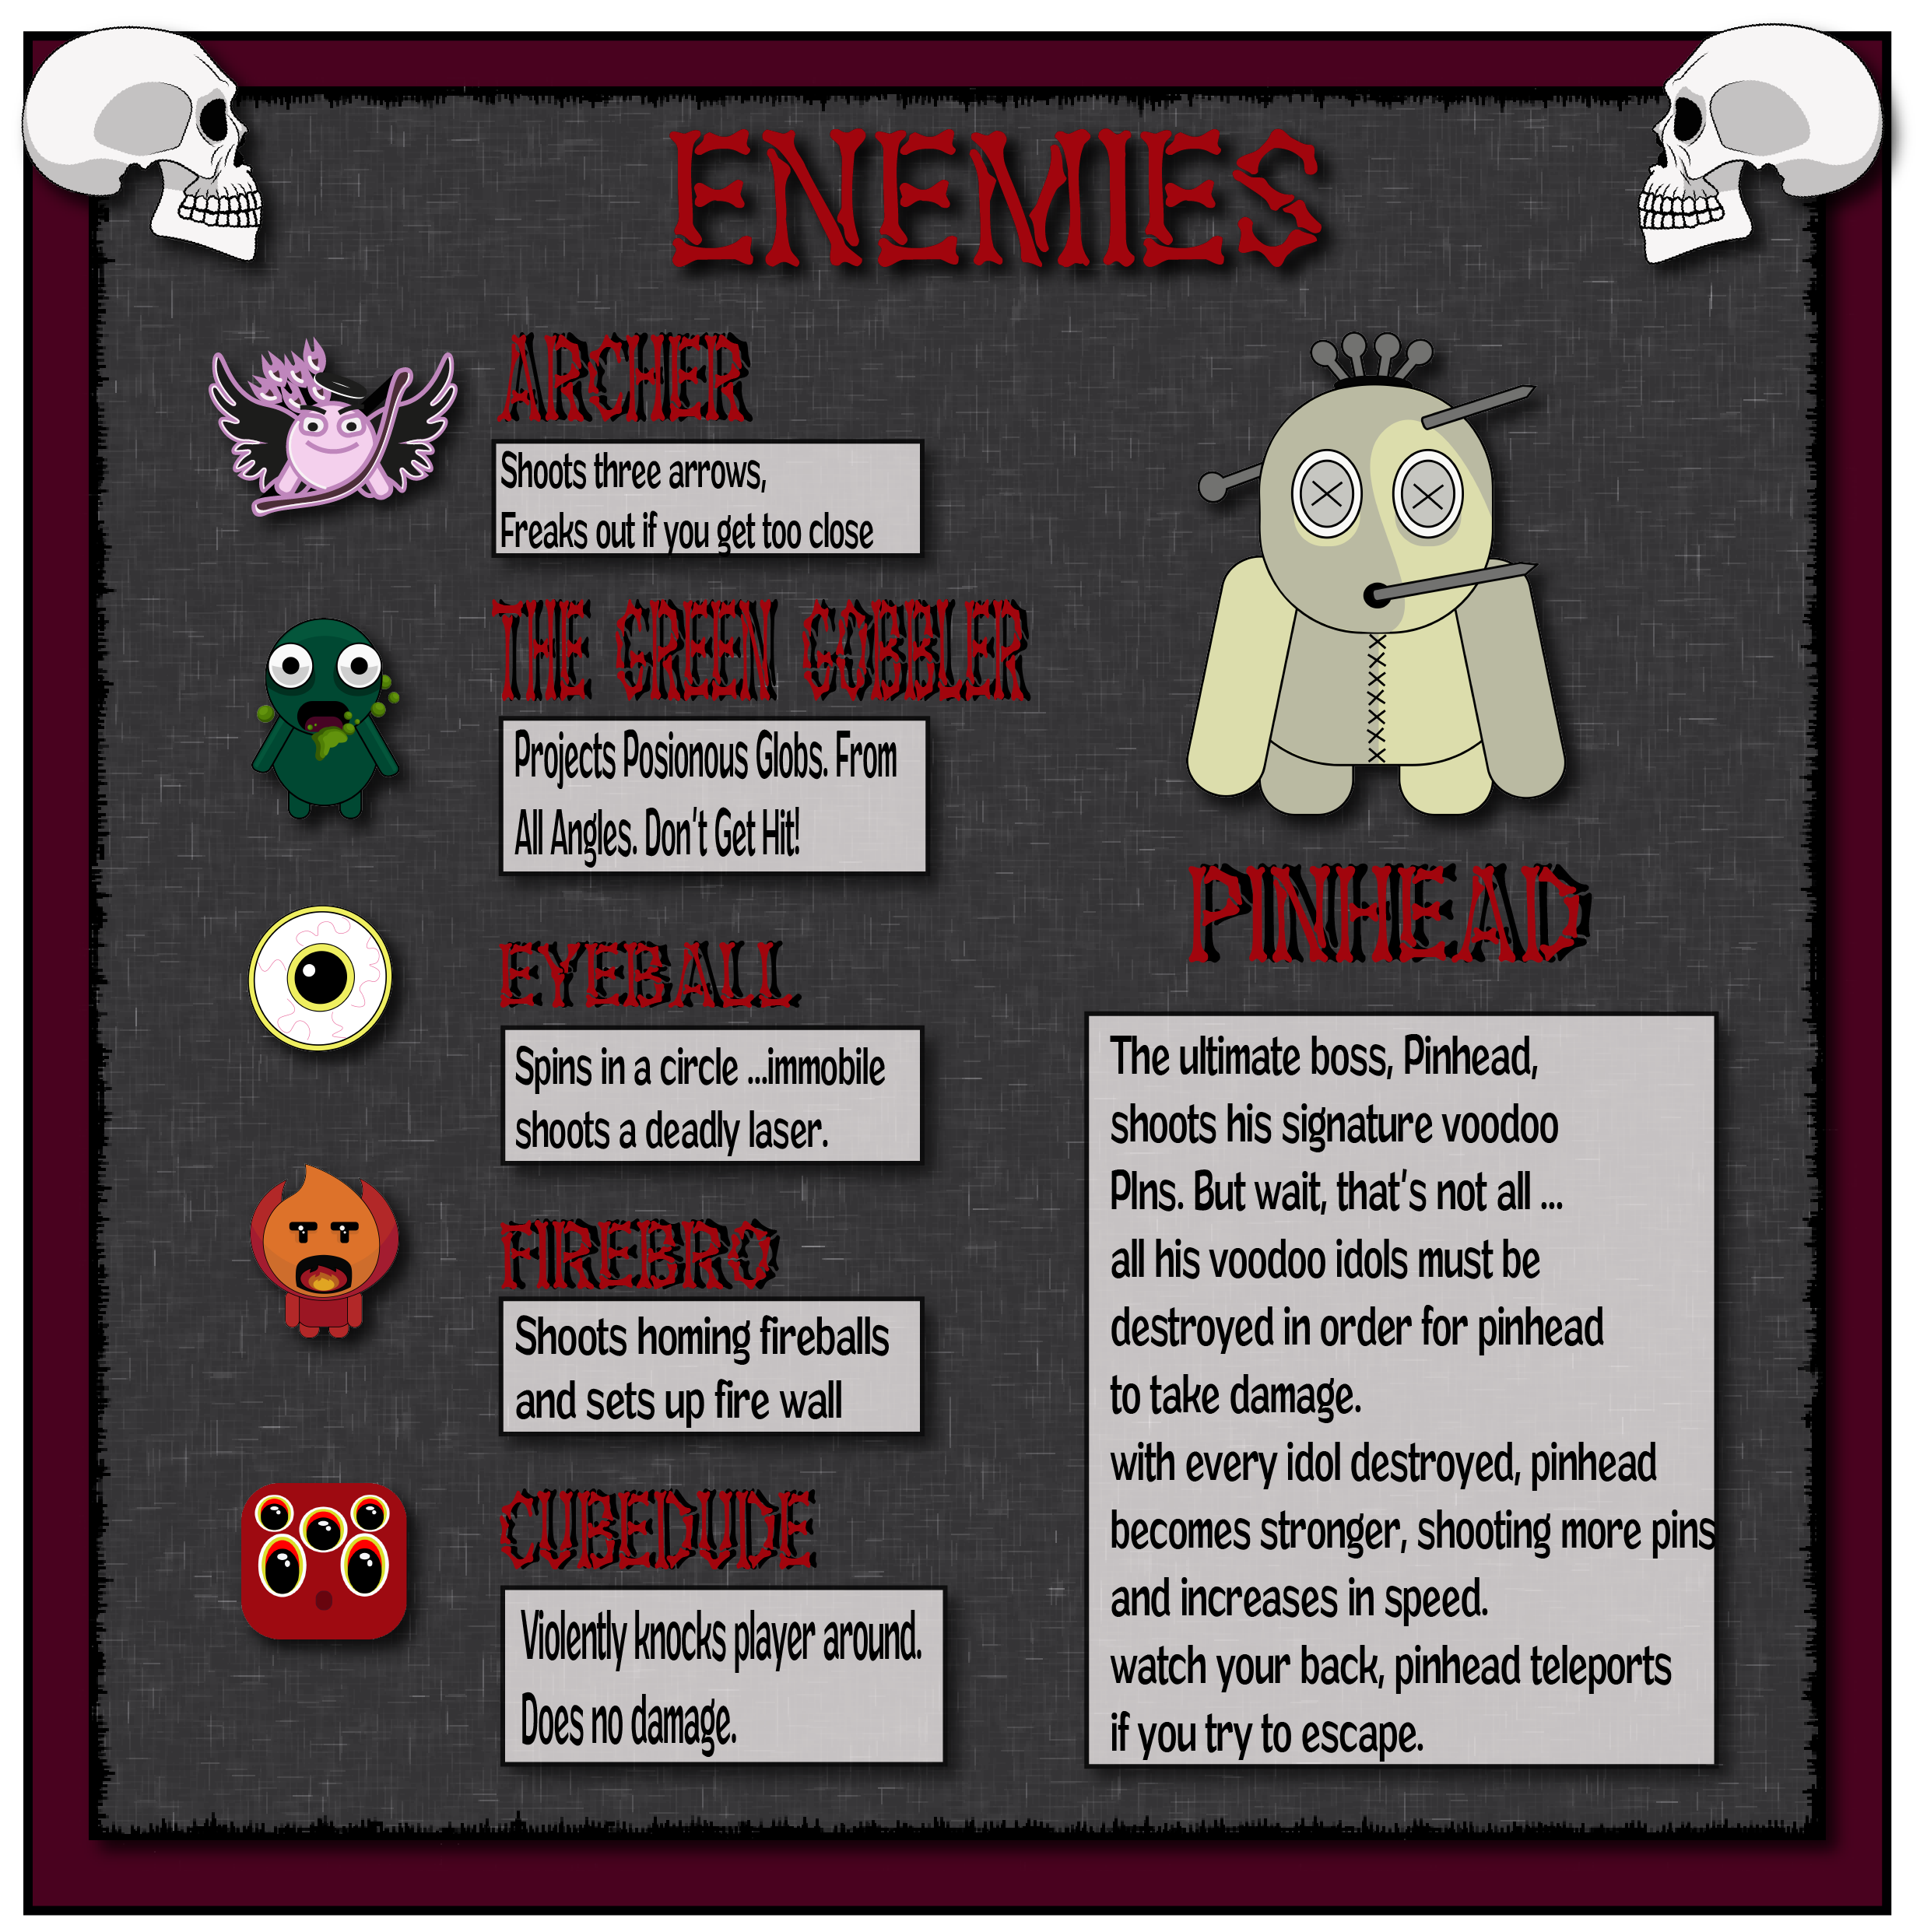 ENEMIES
ARCHER
Shoots three arrows,
Freaks out if you get too close
THE GREEN GOBBLER
Projects Posionous Globs. From
All Angles. Don't Get Hit!
EYEBALL
Spins in a circle ...immobile
shoots a deadly laser.
FIREBRO
Shoots homing fireballs
and sets up fire wall
CUBEDUDE
Violently knocks player around.
Does no damage.
PINHEAD
The ultimate boss, Pinhead,
shoots his signature voodoo
PIns. But wait, that's not all ...
all his voodoo idols must be
destroyed in order for pinhead
to take damage.
with every idol destroyed, pinhead
becomes stronger, shooting more pins
and increases in speed.
watch your back, pinhead teleports
if you try to escape.